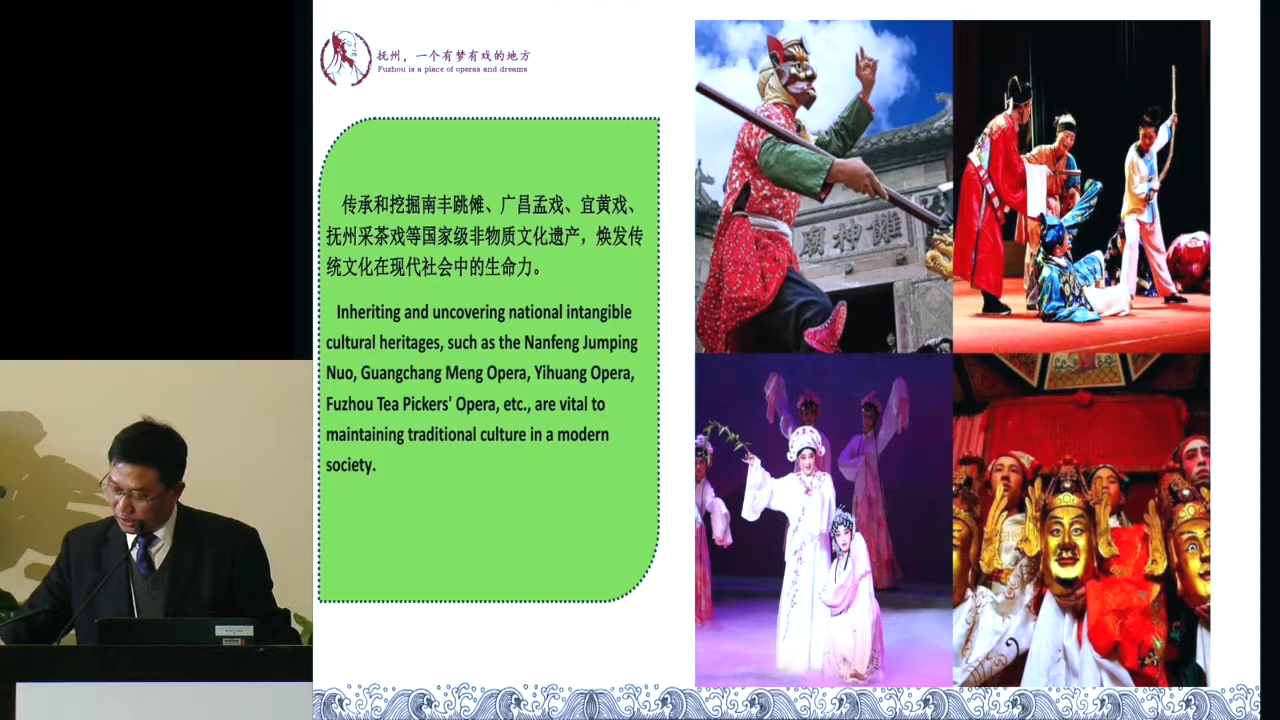 抚州，一个有梦有戏的地方
Fuzhou is a place of operas and dreams
传承和挖掘南丰跳傩、广昌孟戏、宜黄戏、
抚州采茶戏等国家级非物质文化遗产，焕发传
统文化在现代社会中的生命力。
Inheriting and uncovering national intangible
cultural heritages, such as the Nanfeng Jumping
Nuo, Guangchang Meng Opera, Yihuang Opera,
Fuzhou Tea Pickers' Opera, etc., are vital to
maintaining traditional culture in a modern
society.
廟神儺